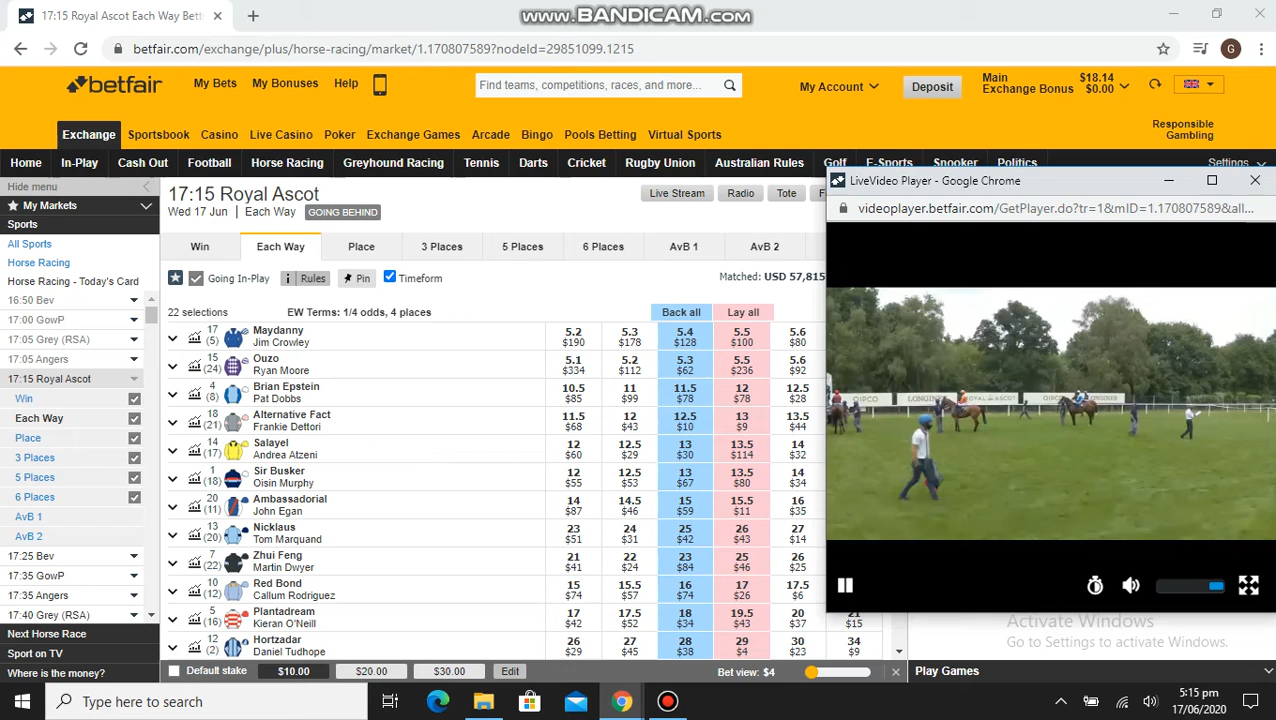 17:15 Royal Ascot Each Way Bett
www.BANDICAM.com
betfair.com/exchange/plus/horse-racing/market/1.170807589?nodeId=29851099.1215
G
betfair
My Bets
My Bonuses
Help
Find teams, competitions, races, and more...
My Account
Deposit
Main $18.14
Exchange Bonus $0.00
Exchange
Sportsbook
Casino
Live Casino
Poker
Exchange Games
Arcade
Bingo
Pools Betting
Virtual Sports
Responsible
Gambling
Home
In-Play
Cash Out
Football
Horse Racing
Greyhound Racing
Tennis
Darts
Cricket
Rugby Union
Australian Rules
Golf
E-Sports
Snooker
Politics
Settings
Hide menu
My Markets
Sports
All Sports
Horse Racing
Horse Racing - Today's Card
16:50 Bev
17:00 GowP
17:05 Grey (RSA)
17:05 Angers
17:15 Royal Ascot
Win
Each Way
Place
3 Places
5 Places
6 Places
AvB 1
AvB 2
17:25 Bev
17:35 GowP
17:35 Angers
17:40 Grey (RSA)
Next Horse Race
Sport on TV
Where is the money?
17:15 Royal Ascot
Wed 17 Jun | Each Way GOING BEHIND
Live Stream
Radio
Tote
F
Win
Each Way
Place
3 Places
5 Places
6 Places
AvB 1
AvB 2
Going In-Play
i Rules
Pin
Timeform
Matched: USD 57,815
22 selections
EW Terms: 1/4 odds, 4 places
Back all
Lay all
17 Maydanny 5.2 5.3 5.4 5.5 5.6
(5) Jim Crowley $190 $178 $128 $100 $80
15 Ouzo 5.1 5.2 5.3 5.5 5.6
(24) Ryan Moore $334 $112 $62 $236 $92
4 Brian Epstein 10.5 11 11.5 12 12.5
(8) Pat Dobbs $85 $99 $78 $78 $28
18 Alternative Fact 11.5 12 12.5 13 13.5
(21) Frankie Dettori $68 $43 $10 $9 $44
14 Salayel 12 12.5 13 13.5 14
(17) Andrea Atzeni $60 $29 $30 $114 $32
1 Sir Busker 12 12.5 13 13.5 14
(18) Oisin Murphy $55 $53 $67 $80 $34
20 Ambassadorial 14 14.5 15 15.5 16
(11) John Egan $87 $46 $59 $11 $35
13 Nicklaus 23 24 25 26 27
(20) Tom Marquand $51 $31 $42 $43 $14
7 Zhui Feng 21 22 23 25 26
(22) Martin Dwyer $41 $24 $84 $46 $25
10 Red Bond 15 15.5 16 17 17.5
(12) Callum Rodriguez $74 $57 $74 $26 $6
5 Plantadream 17 17.5 18 19.5 20 21
(16) Kieran O'Neill $42 $52 $34 $43 $37
12 Hortzadar 26 27 28 29 30 34
(2) Daniel Tudhope $29 $45 $38 $4 $23 $9
Default stake
$10.00
$20.00
$30.00
Edit
Bet view: $4
Play Games
LiveVideo Player - Google Chrome
videoplayer.betfair.com/GetPlayer.do?tr=1&mID=1.170807589&all...
OIPCO
LONGINES
ROYAL ASCOT
OIPCO
LONGINES
Activate Windows
Go to Settings to activate Windows.
Type here to search
5:15 pm
17/06/2020